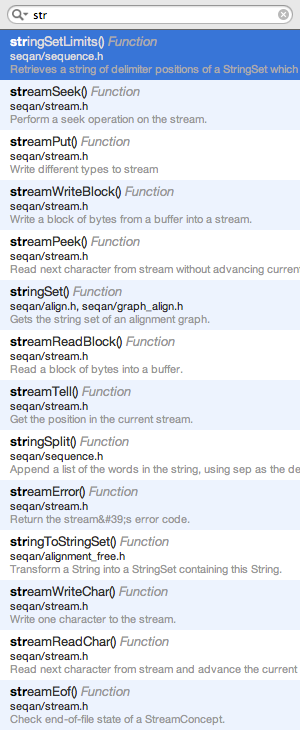 str
stringSetLimits() Function
seqan/sequence.h
Retrieves a string of delimiter positions of a StringSet which
streamSeek() Function
seqan/stream.h
Perform a seek operation on the stream.
streamPut() Function
seqan/stream.h
Write different types to stream
streamWriteBlock() Function
seqan/stream.h
Write a block of bytes from a buffer into a stream.
streamPeek() Function
seqan/stream.h
Read next character from stream without advancing current
stringSet() Function
seqan/align.h, seqan/graph_align.h
Gets the string set of an alignment graph.
streamReadBlock() Function
seqan/stream.h
Read a block of bytes into a buffer.
streamTell() Function
seqan/stream.h
Get the position in the current stream.
stringSplit() Function
seqan/sequence.h
Append a list of the words in the string, using sep as the de
streamError() Function
seqan/stream.h
Return the stream&#39;s error code.
stringToStringSet() Function
seqan/alignment_free.h
Transform a String into a StringSet containing this String.
streamWriteChar() Function
seqan/stream.h
Write one character to the stream.
streamReadChar() Function
seqan/stream.h
Read next character from stream and advance the current
streamEof() Function
seqan/stream.h
Check end-of-file state of a StreamConcept.